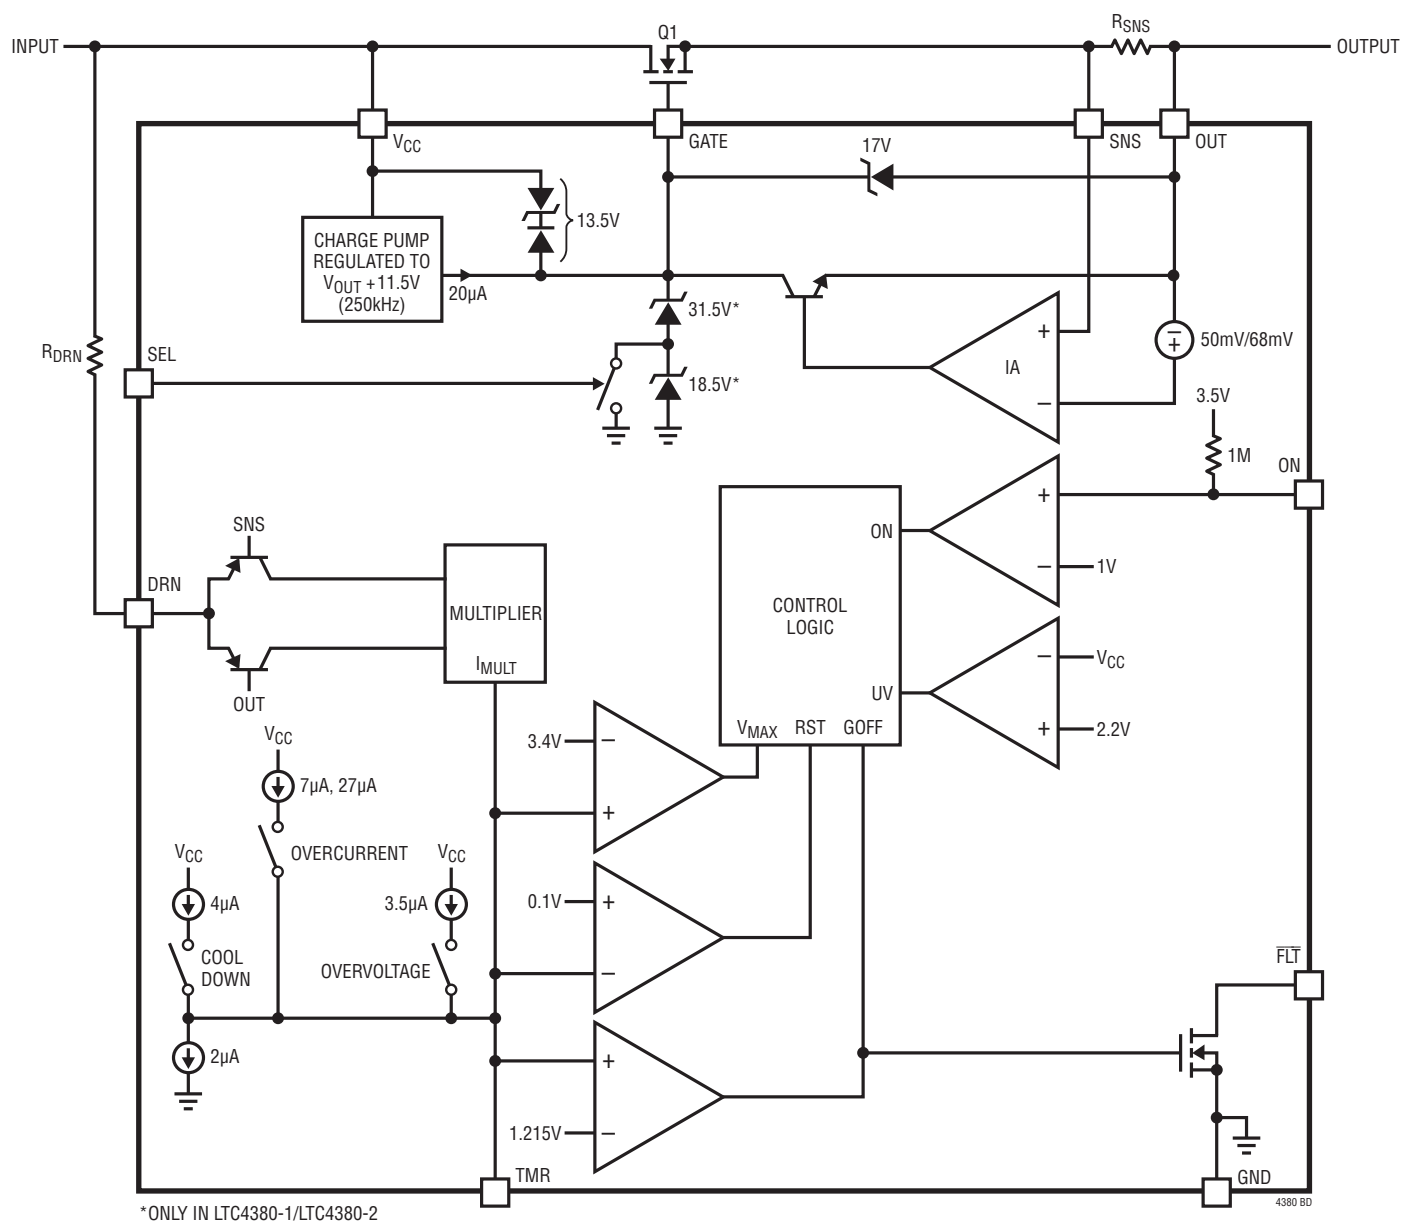 INPUT
Q1
RSNS
OUTPUT
VCC
GATE
SNS
OUT
17V
13.5V
CHARGE PUMP
REGULATED TO
VOUT +11.5V
(250kHz)
20µA
31.5V*
RDRN
SEL
18.5V*
+
IA
−
−
+
50mV/68mV
3.5V
1M
ON
SNS
DRN
MULTIPLIER
IMULT
OUT
CONTROL
LOGIC
ON
UV
VMAX
RST
GOFF
+
−
1V
−
VCC
+
2.2V
VCC
7µA, 27µA
OVERCURRENT
VCC
4µA
COOL
DOWN
VCC
3.5µA
OVERVOLTAGE
2µA
3.4V
−
+
0.1V
+
−
+
1.215V
−
FLT
TMR
GND
4380 BD
*ONLY IN LTC4380-1/LTC4380-2